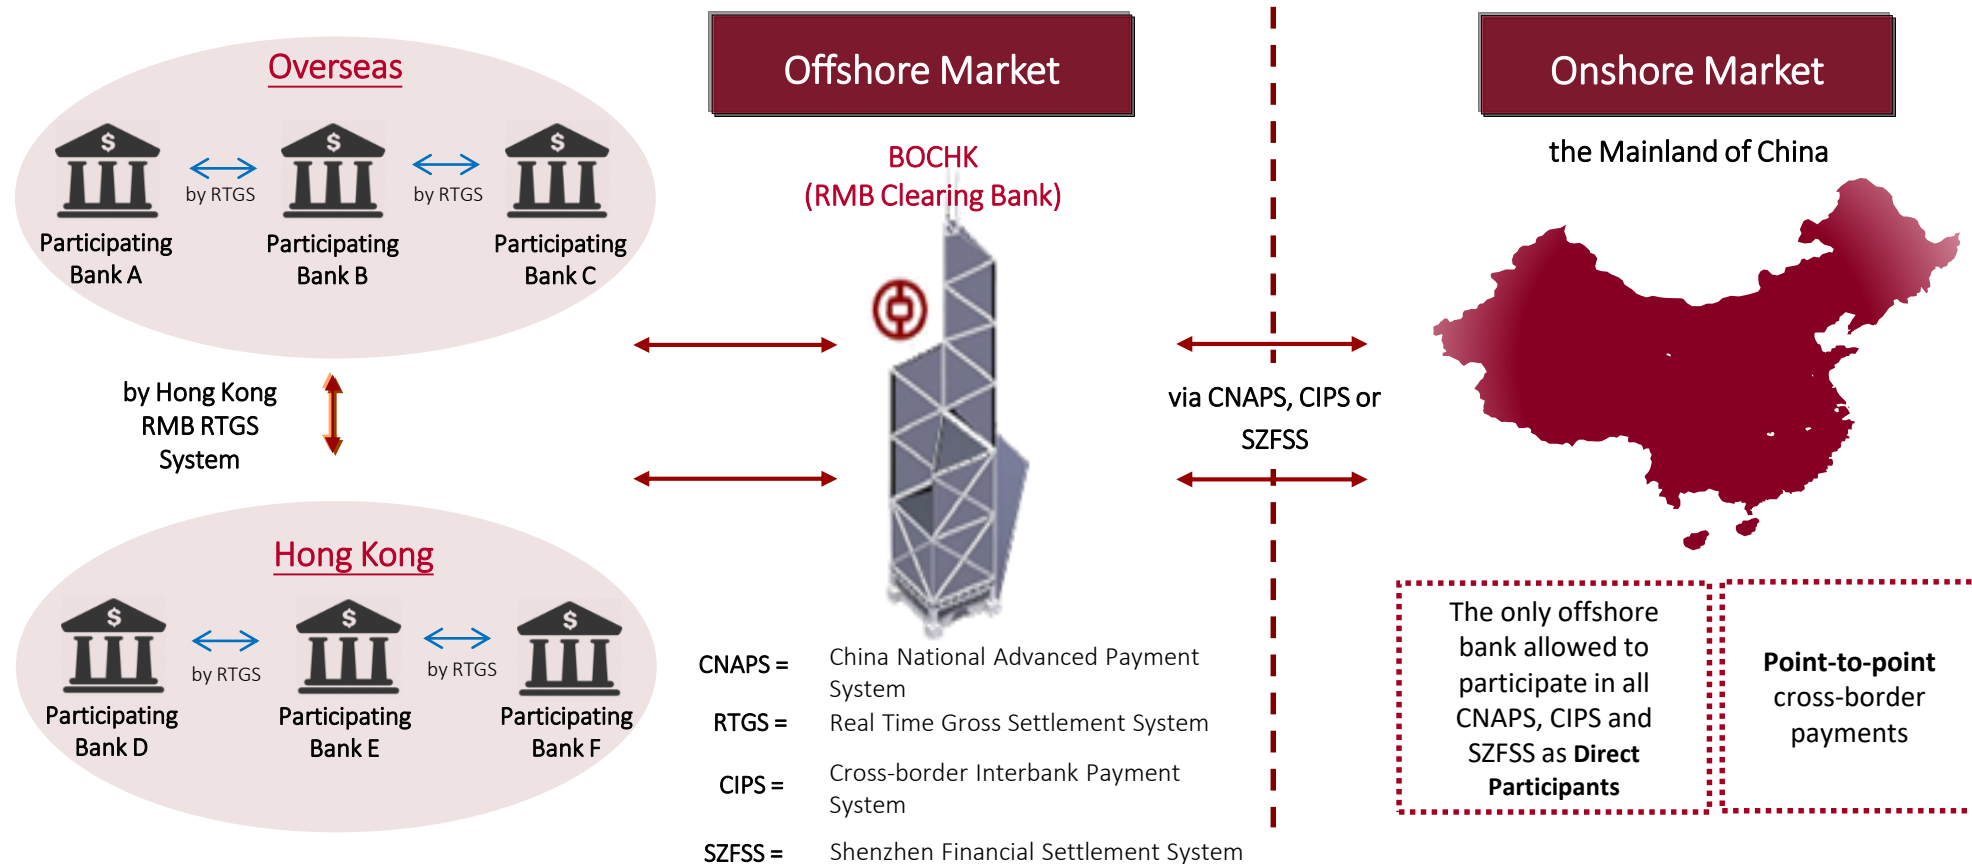 Overseas
$
$
$
by RTGS
by RTGS
Participating
Bank A
Participating
Bank B
Participating
Bank C
by Hong Kong
RMB RTGS
System
Hong Kong
$
$
$
by RTGS
by RTGS
Participating
Bank D
Participating
Bank E
Participating
Bank F
Offshore Market
BOCHK
(RMB Clearing Bank)
via CNAPS, CIPS or
SZFSS
CNAPS = China National Advanced Payment
System
RTGS = Real Time Gross Settlement System
CIPS = Cross-border Interbank Payment
System
SZFSS = Shenzhen Financial Settlement System
Onshore Market
the Mainland of China
The only offshore
bank allowed to
participate in all
CNAPS, CIPS and
SZFSS as Direct
Participants
Point-to-point
cross-border
payments